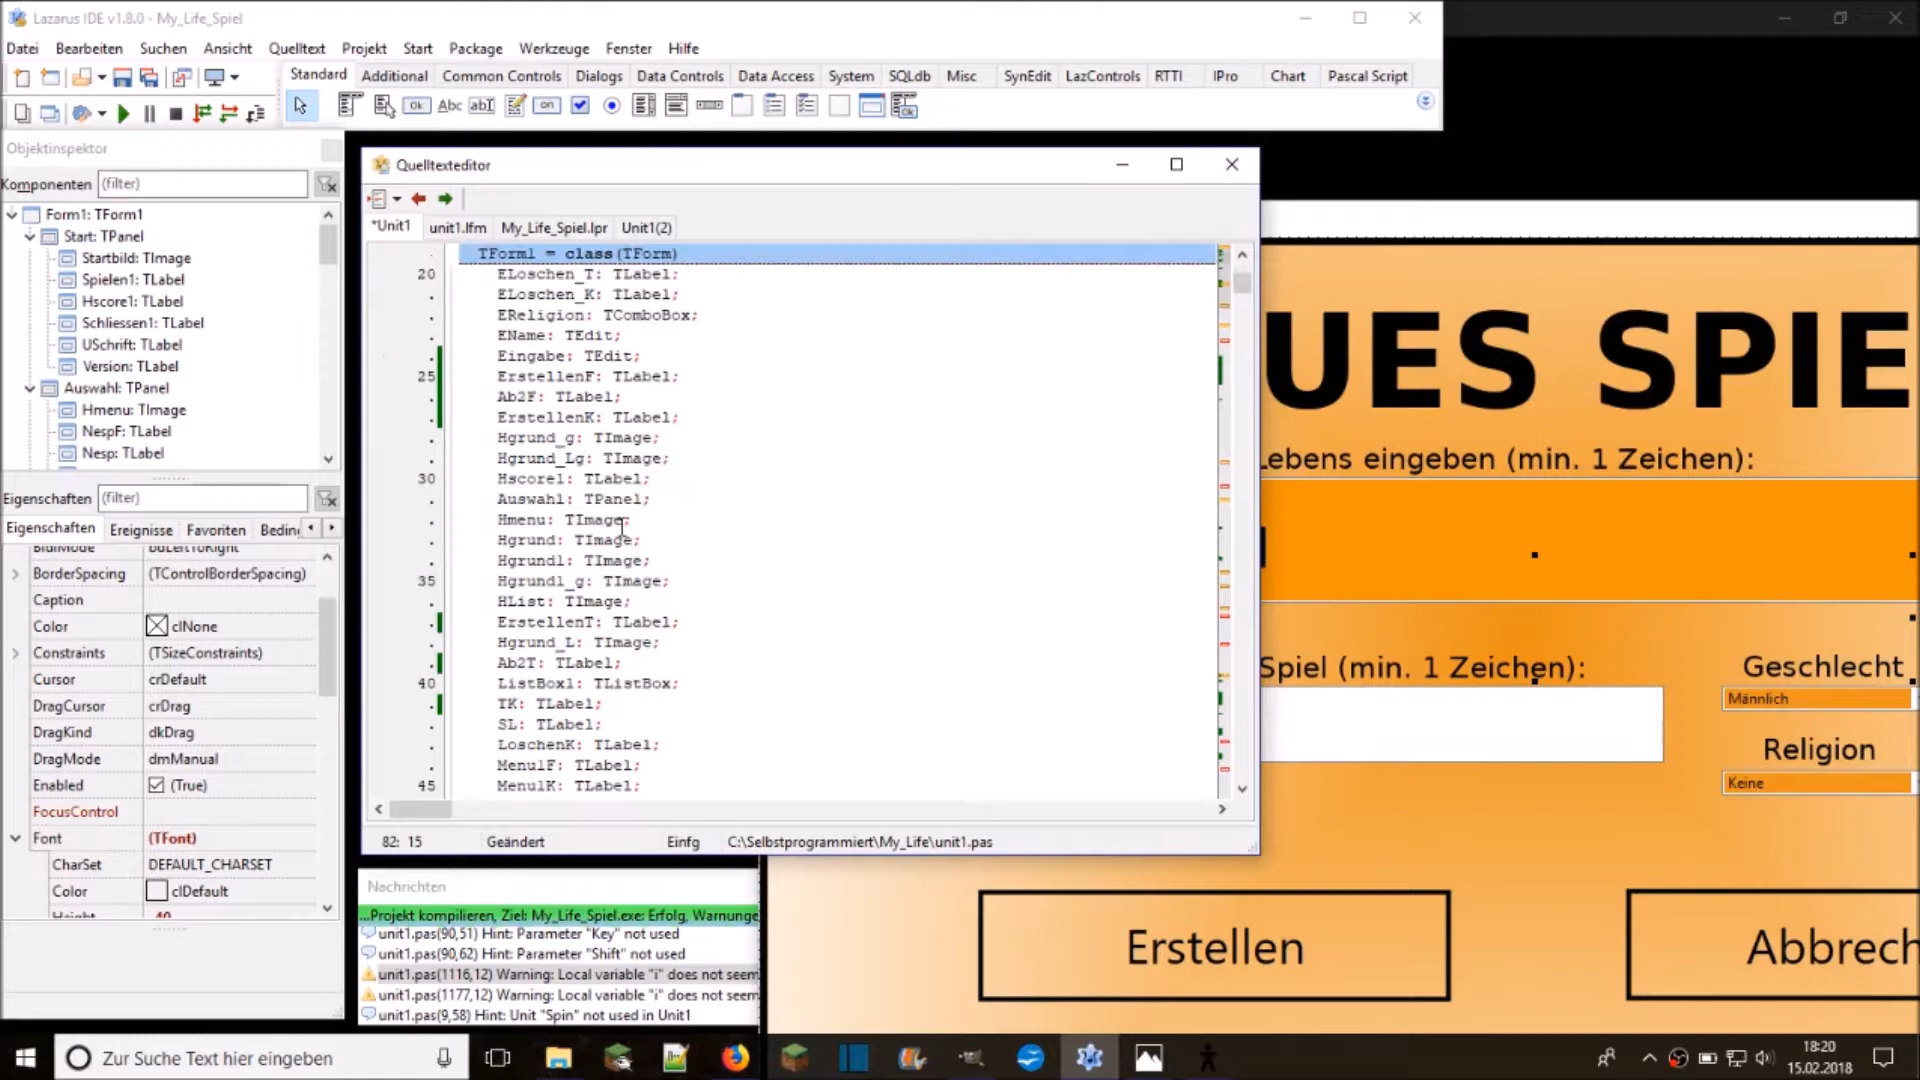 Lazarus IDE v1.8.0 - My_Life_Spiel
Datei Bearbeiten Suchen Ansicht Quelltext Projekt Start Package Werkzeuge Fenster Hilfe
Standard Additional Common Controls Dialogs Data Controls Data Access System SQLdb Misc SynEdit LazControls RTTI IPro Chart Pascal Script
Ok Abc abI on Ok
Objektinspektor
Komponenten (filter)
Form1: TForm1
Start: TPanel
Startbild: TImage
Spielen1: TLabel
Hscore1: TLabel
Schliessen1: TLabel
USchrift: TLabel
Version: TLabel
Auswahl: TPanel
Hmenu: TImage
NespF: TLabel
Nesp: TLabel
Eigenschaften (filter)
Eigenschaften Ereignisse Favoriten Bedin
BidiMode bdLeftToRight
BorderSpacing (TControlBorderSpacing)
Caption
Color clNone
Constraints (TSizeConstraints)
Cursor crDefault
DragCursor crDrag
DragKind dkDrag
DragMode dmManual
Enabled (True)
FocusControl
Font (TFont)
CharSet DEFAULT_CHARSET
Color clDefault
Height 40
Quelltexteditor
*Unit1 unit1.lfm My_Life_Spiel.lpr Unit1(2)
. TForm1 = class(TForm)
20 ELoschen_T: TLabel;
. ELoschen_K: TLabel;
. EReligion: TComboBox;
. EName: TEdit;
. Eingabe: TEdit;
25 ErstellenF: TLabel;
. Ab2F: TLabel;
. ErstellenK: TLabel;
. Hgrund_g: TImage;
. Hgrund_Lg: TImage;
30 Hscore1: TLabel;
. Auswahl: TPanel;
. Hmenu: TImage;
. Hgrund: TImage;
. Hgrund1: TImage;
35 Hgrund1_g: TImage;
. HList: TImage;
. ErstellenT: TLabel;
. Hgrund_L: TImage;
. Ab2T: TLabel;
40 ListBox1: TListBox;
. TK: TLabel;
. SL: TLabel;
. LoschenK: TLabel;
. Menu1F: TLabel;
45 Menu1K: TLabel;
82: 15 Geändert Einfg C:\Selbstprogrammiert\My_Life\unit1.pas
Nachrichten
...Projekt kompilieren, Ziel: My_Life_Spiel.exe: Erfolg, Warnunge
unit1.pas(90,51) Hint: Parameter "Key" not used
unit1.pas(90,62) Hint: Parameter "Shift" not used
unit1.pas(1116,12) Warning: Local variable "i" does not seem
unit1.pas(1177,12) Warning: Local variable "i" does not seem
unit1.pas(9,58) Hint: Unit "Spin" not used in Unit1
UES SPIE
Lebens eingeben (min. 1 Zeichen):
Spiel (min. 1 Zeichen):
Geschlecht
Männlich
Religion
Keine
Erstellen
Abbrech
Zur Suche Text hier eingeben
18:20
15.02.2018